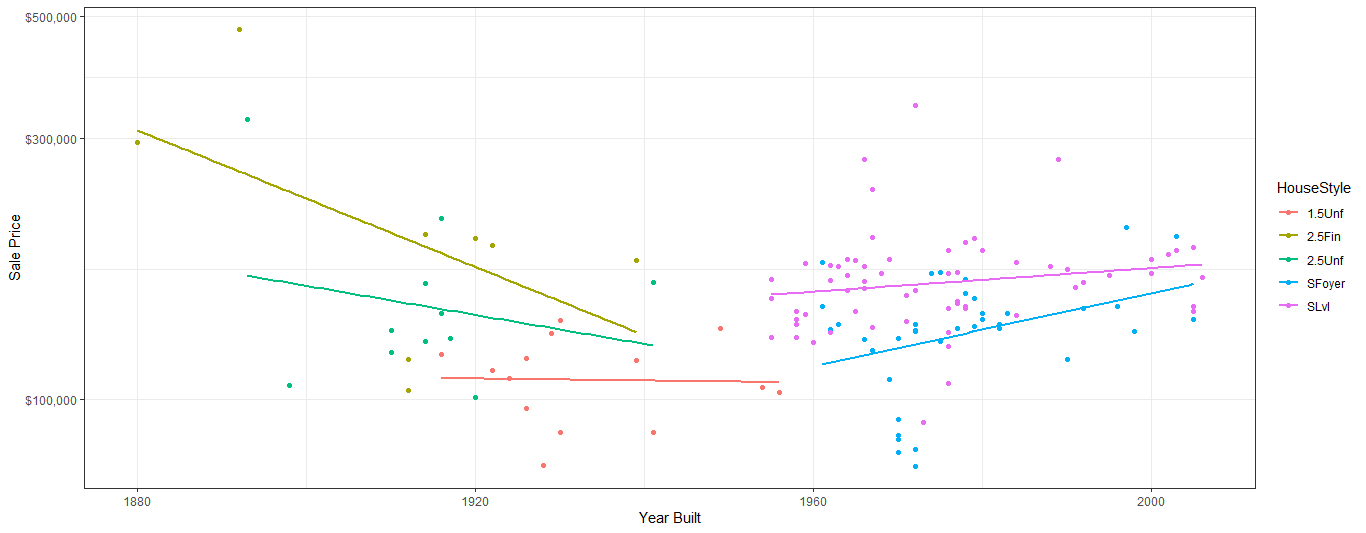 $500,000
$300,000
$100,000
Sale Price
1880
1920
1960
2000
Year Built
HouseStyle
1.5Unf
2.5Fin
2.5Unf
SFoyer
SLvl